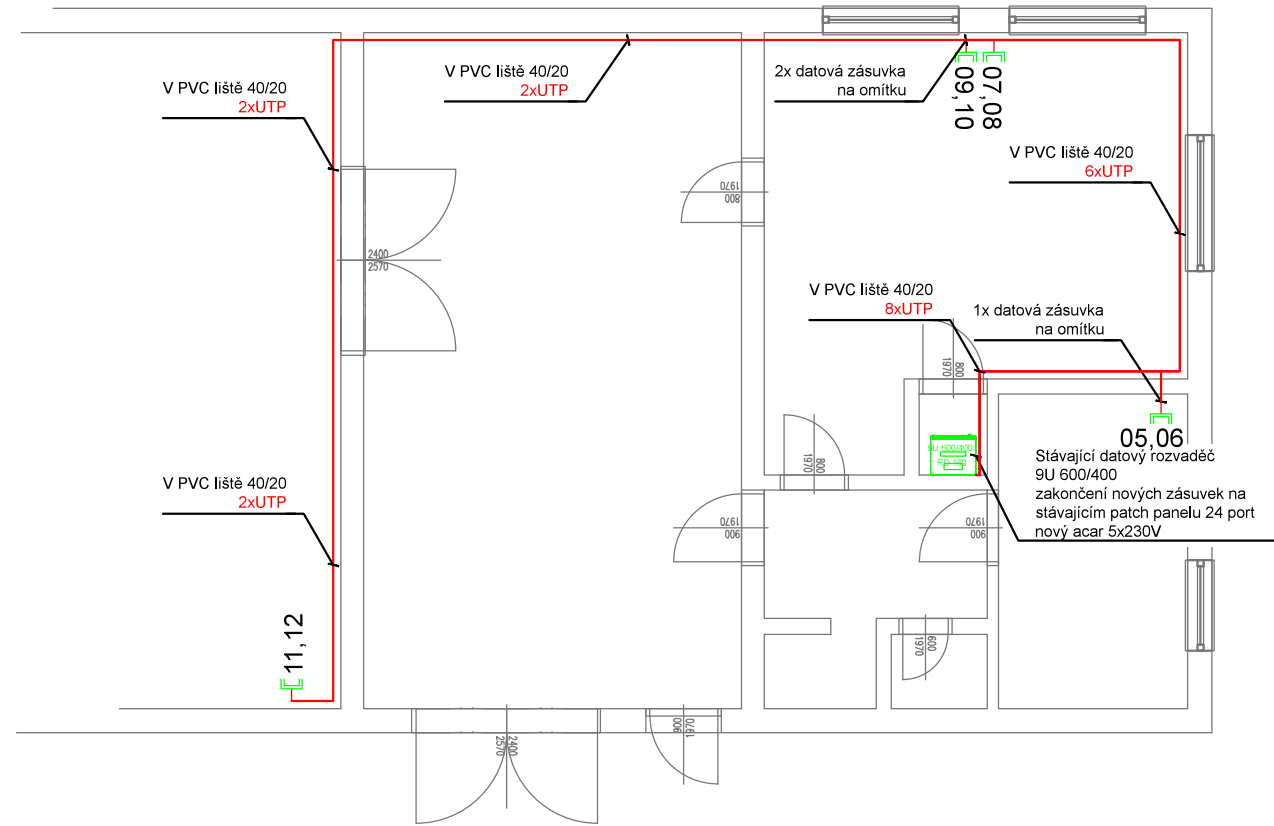 V PVC liště 40/20
2xUTP
V PVC liště 40/20
2xUTP
2x datová zásuvka
na omítku
09,10
07,08
V PVC liště 40/20
6xUTP
1970
800
2400
2570
V PVC liště 40/20
8xUTP
1x datová zásuvka
na omítku
800
1970
05,06
9U 600/400
Stávající datový rozvaděč
9U 600/400
zakončení nových zásuvek na
stávajícím patch panelu 24 port
nový acar 5x230V
800
1970
V PVC liště 40/20
2xUTP
1970
900
1970
900
11,12
600
1970
2400
2570
1970
900